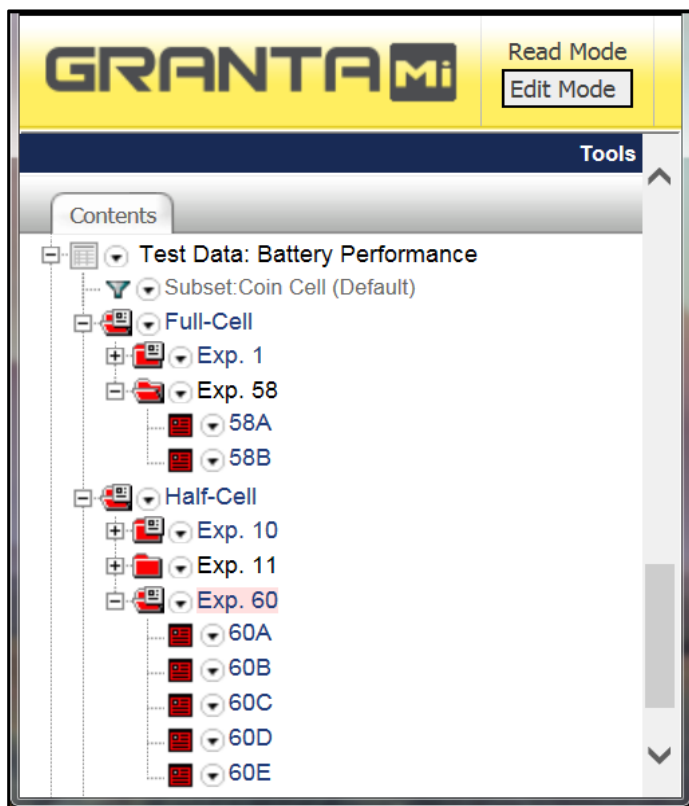 GRANTA Mi
Read Mode
Edit Mode
Tools
Contents
Test Data: Battery Performance
Subset:Coin Cell (Default)
Full-Cell
Exp. 1
Exp. 58
58A
58B
Half-Cell
Exp. 10
Exp. 11
Exp. 60
60A
60B
60C
60D
60E